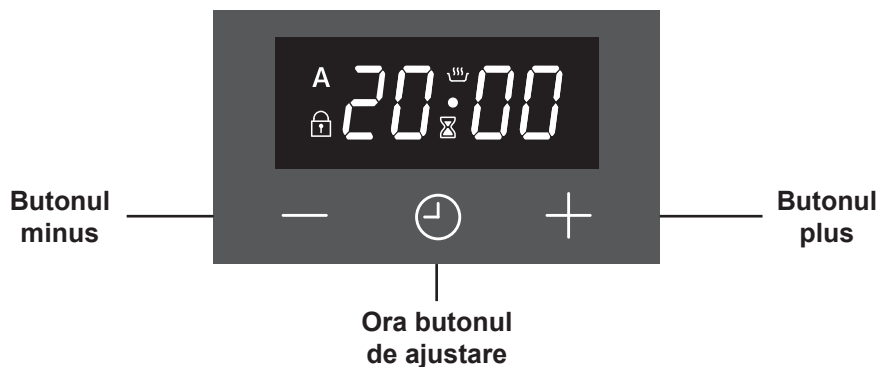 A 20:00
Butonul
minus
Butonul
plus
Ora butonul
de ajustare